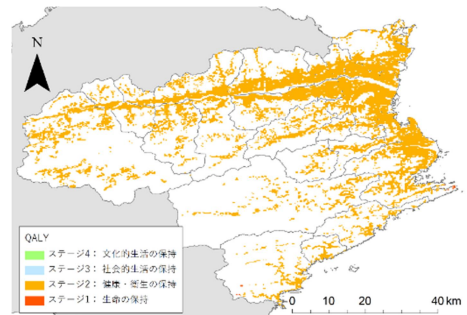 N
QALY
ステージ4： 文化的生活の保持
ステージ3： 社会的生活の保持
ステージ2： 健康・衛生の保持
ステージ1： 生命の保持
0 10 20 40 km